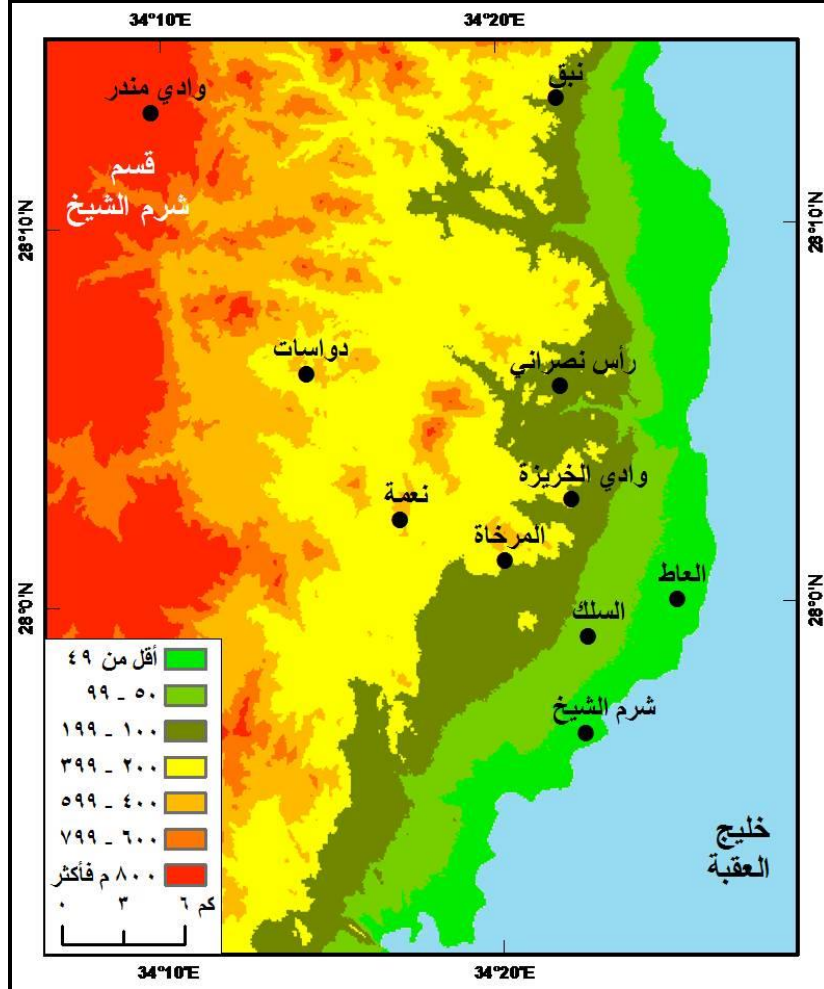 34°10'E
34°20'E
نبق
وادي مندر
قسم
شرم الشيخ
28°10'N
28°10'N
دواسات
رأس نصراني
وادي الخريزة
نعمة
المرخاة
العاط
28°0'N
28°0'N
السلك
شرم الشيخ
أقل من ٤٩
٥٠ - ٩٩
١٠٠ - ١٩٩
٢٠٠ - ٣٩٩
٤٠٠ - ٥٩٩
٦٠٠ - ٧٩٩
٨٠٠ م فأكثر
٠ ٣ ٦ كم
خليج
العقبة
34°10'E
34°20'E